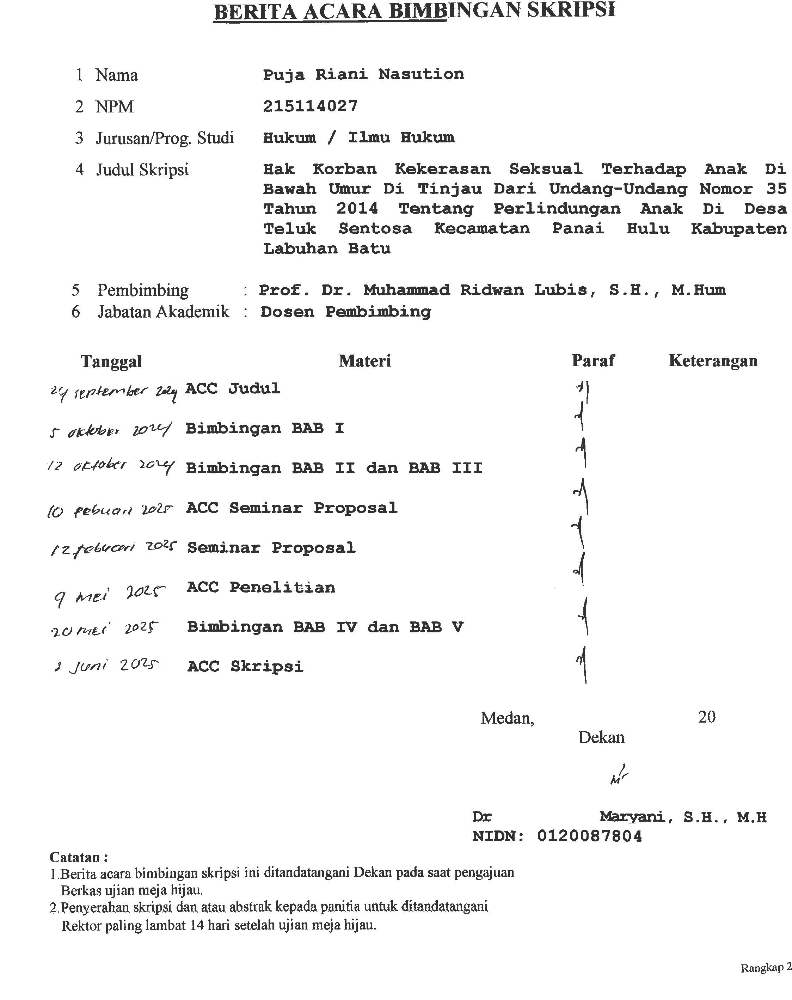 BERITA ACARA BIMBINGAN SKRIPSI
1 Nama Puja Riani Nasution
2 NPM 215114027
3 Jurusan/Prog. Studi Hukum / Ilmu Hukum
4 Judul Skripsi Hak Korban Kekerasan Seksual Terhadap Anak Di
Bawah Umur Di Tinjau Dari Undang-Undang Nomor 35
Tahun 2014 Tentang Perlindungan Anak Di Desa
Teluk Sentosa Kecamatan Panai Hulu Kabupaten
Labuhan Batu
5 Pembimbing : Prof. Dr. Muhammad Ridwan Lubis, S.H., M.Hum
6 Jabatan Akademik : Dosen Pembimbing
Tanggal Materi Paraf Keterangan
24 september 2024 ACC Judul
5 oktober 2024 Bimbingan BAB I
12 oktober 2024 Bimbingan BAB II dan BAB III
10 febuari 2025 ACC Seminar Proposal
12 febuari 2025 Seminar Proposal
9 mei 2025 ACC Penelitian
20 mei 2025 Bimbingan BAB IV dan BAB V
2 juni 2025 ACC Skripsi
Medan, 20
Dekan
Dr Maryani, S.H., M.H
NIDN: 0120087804
Catatan :
1.Berita acara bimbingan skripsi ini ditandatangani Dekan pada saat pengajuan
Berkas ujian meja hijau.
2.Penyerahan skripsi dan atau abstrak kepada panitia untuk ditandatangani
Rektor paling lambat 14 hari setelah ujian meja hijau.
Rangkap 2